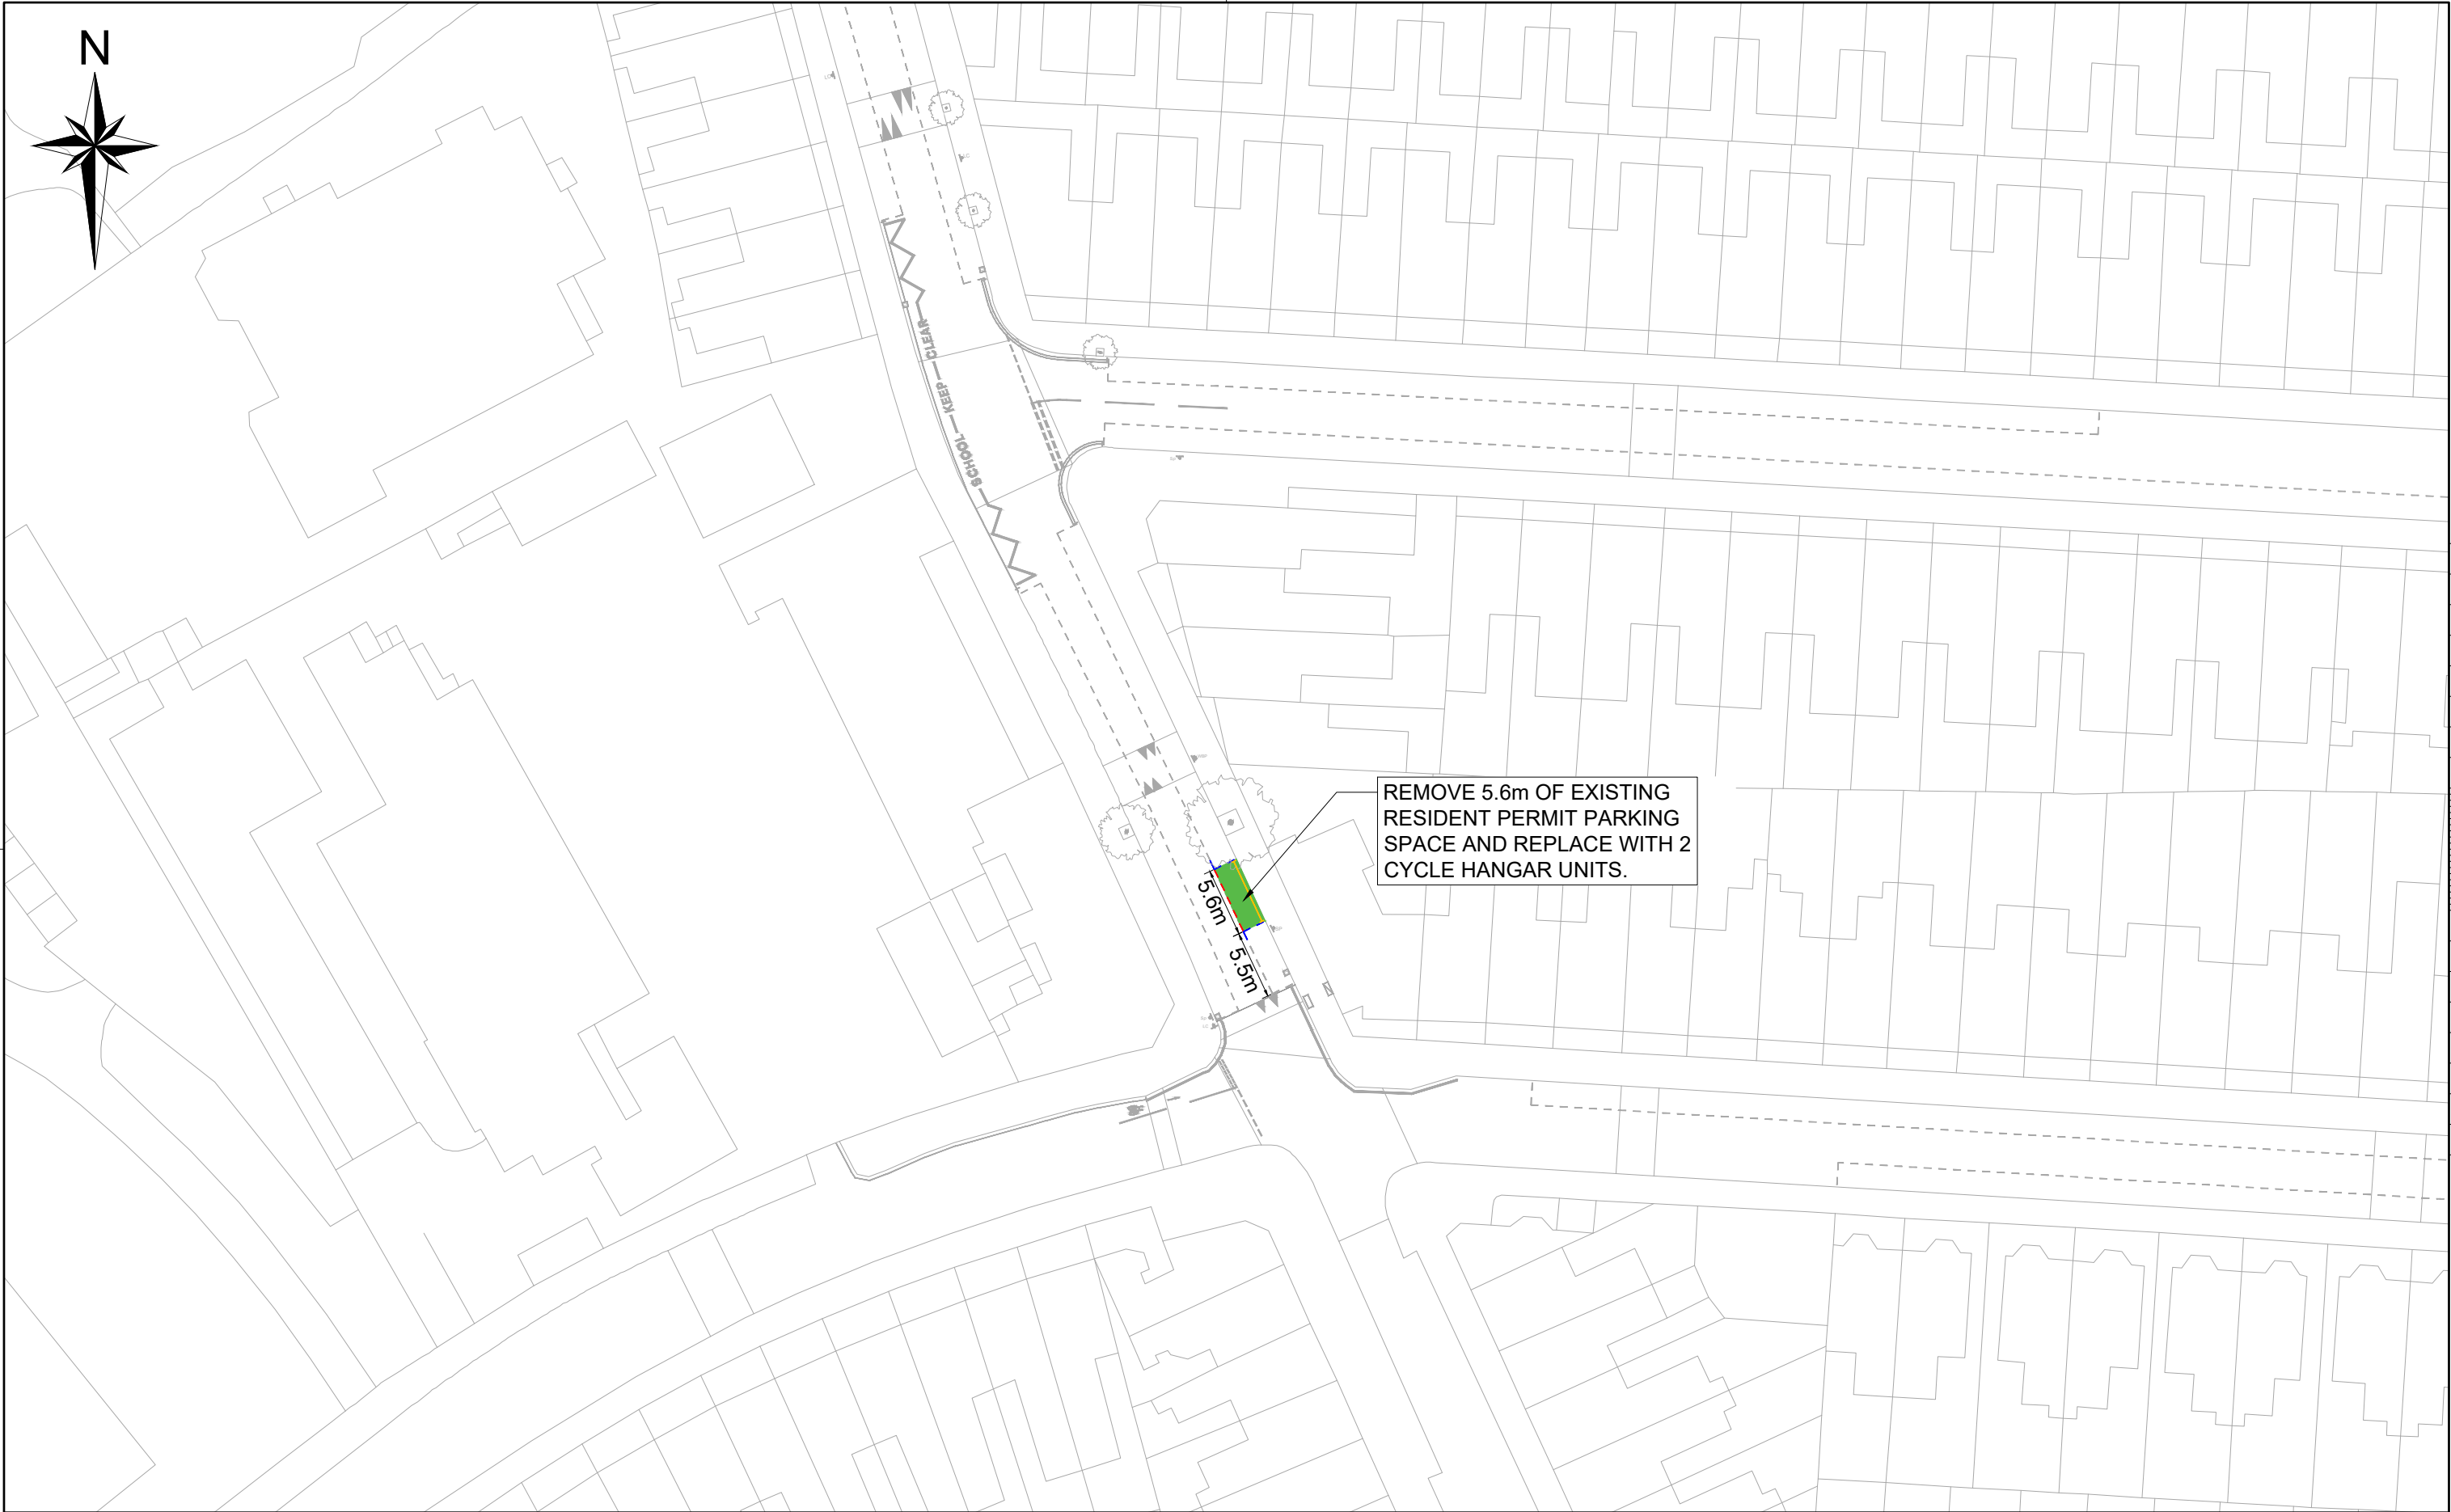 N
SCHOOL KEEP CLEAR
REMOVE 5.6m OF EXISTING
RESIDENT PERMIT PARKING
SPACE AND REPLACE WITH 2
CYCLE HANGAR UNITS.
5.6m
5.5m